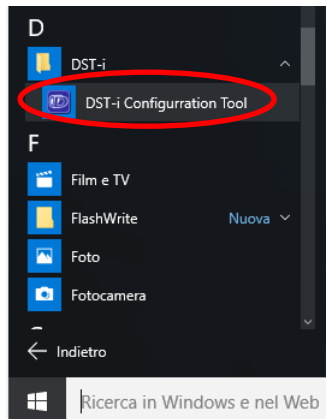 D
DST-i
DST-i Configurration Tool
F
Film e TV
FlashWrite Nuova
Foto
Fotocamera
Indietro
Ricerca in Windows e nel Web